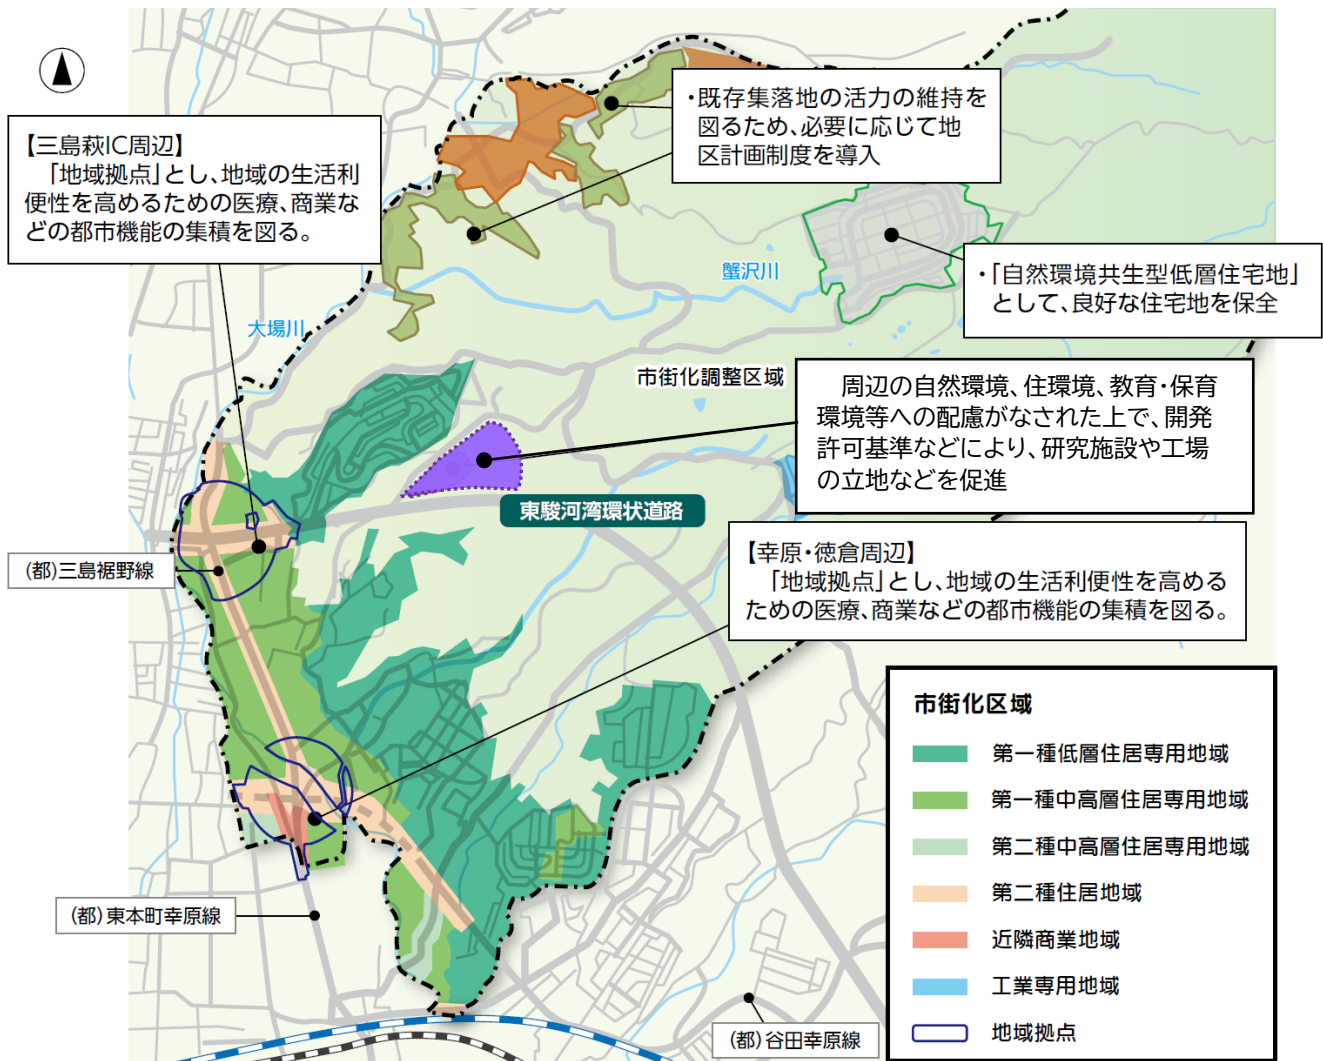 ・既存集落地の活力の維持を
図るため、必要に応じて地
区計画制度を導入
【三島萩IC周辺】
「地域拠点」とし、地域の生活利
便性を高めるための医療、商業な
どの都市機能の集積を図る。
・「自然環境共生型低層住宅地」
として、良好な住宅地を保全
蟹沢川
大場川
市街化調整区域
周辺の自然環境、住環境、教育・保育
環境等への配慮がなされた上で、開発
許可基準などにより、研究施設や工場
の立地などを促進
東駿河湾環状道路
【幸原・徳倉周辺】
「地域拠点」とし、地域の生活利便性を高める
ための医療、商業などの都市機能の集積を図る。
(都)三島裾野線
(都)東本町幸原線
(都)谷田幸原線
市街化区域
第一種低層住居専用地域
第一種中高層住居専用地域
第二種中高層住居専用地域
第二種住居地域
近隣商業地域
工業専用地域
地域拠点